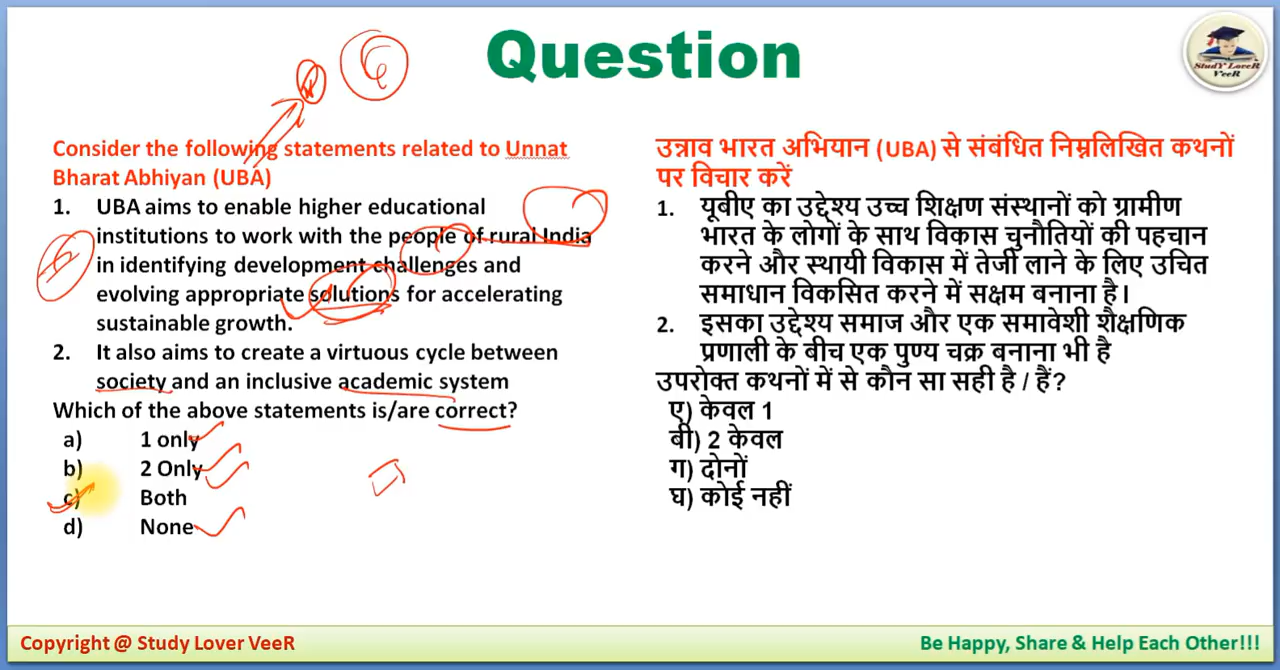 Question
StudY LoveR
VeeR
Consider the following statements related to Unnat
Bharat Abhiyan (UBA)
1. UBA aims to enable higher educational
institutions to work with the people of rural India
in identifying development challenges and
evolving appropriate solutions for accelerating
sustainable growth.
2. It also aims to create a virtuous cycle between
society and an inclusive academic system
Which of the above statements is/are correct?
a) 1 only
b) 2 Only
c) Both
d) None
उन्नाव भारत अभियान (UBA) से संबंधित निम्नलिखित कथनों
पर विचार करें
1. यूबीए का उद्देश्य उच्च शिक्षण संस्थानों को ग्रामीण
भारत के लोगों के साथ विकास चुनौतियों की पहचान
करने और स्थायी विकास में तेजी लाने के लिए उचित
समाधान विकसित करने में सक्षम बनाना है।
2. इसका उद्देश्य समाज और एक समावेशी शैक्षणिक
प्रणाली के बीच एक पुण्य चक्र बनाना भी है
उपरोक्त कथनों में से कौन सा सही है / हैं?
ए) केवल 1
बी) 2 केवल
ग) दोनों
घ) कोई नहीं
Copyright @ Study Lover VeeR
Be Happy, Share & Help Each Other!!!